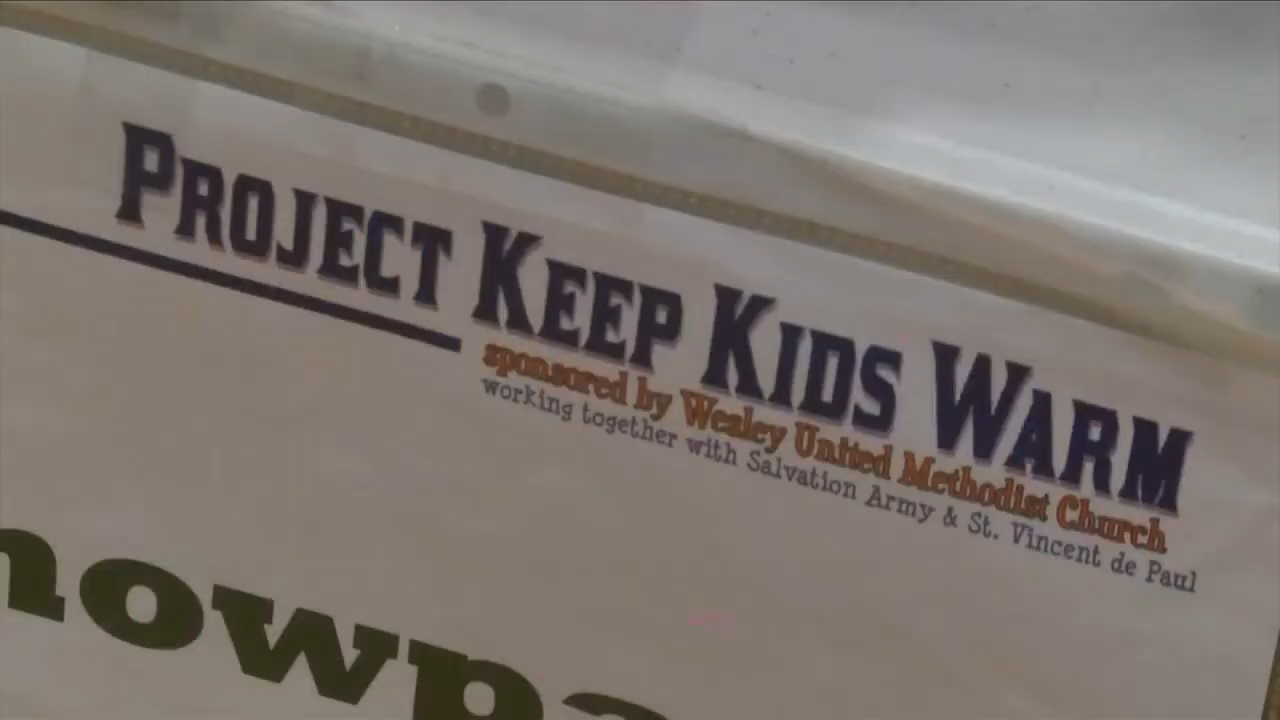 PROJECT KEEP KIDS WARM
sponsored by Wesley United Methodist Church
working together with Salvation Army & St. Vincent de Paul